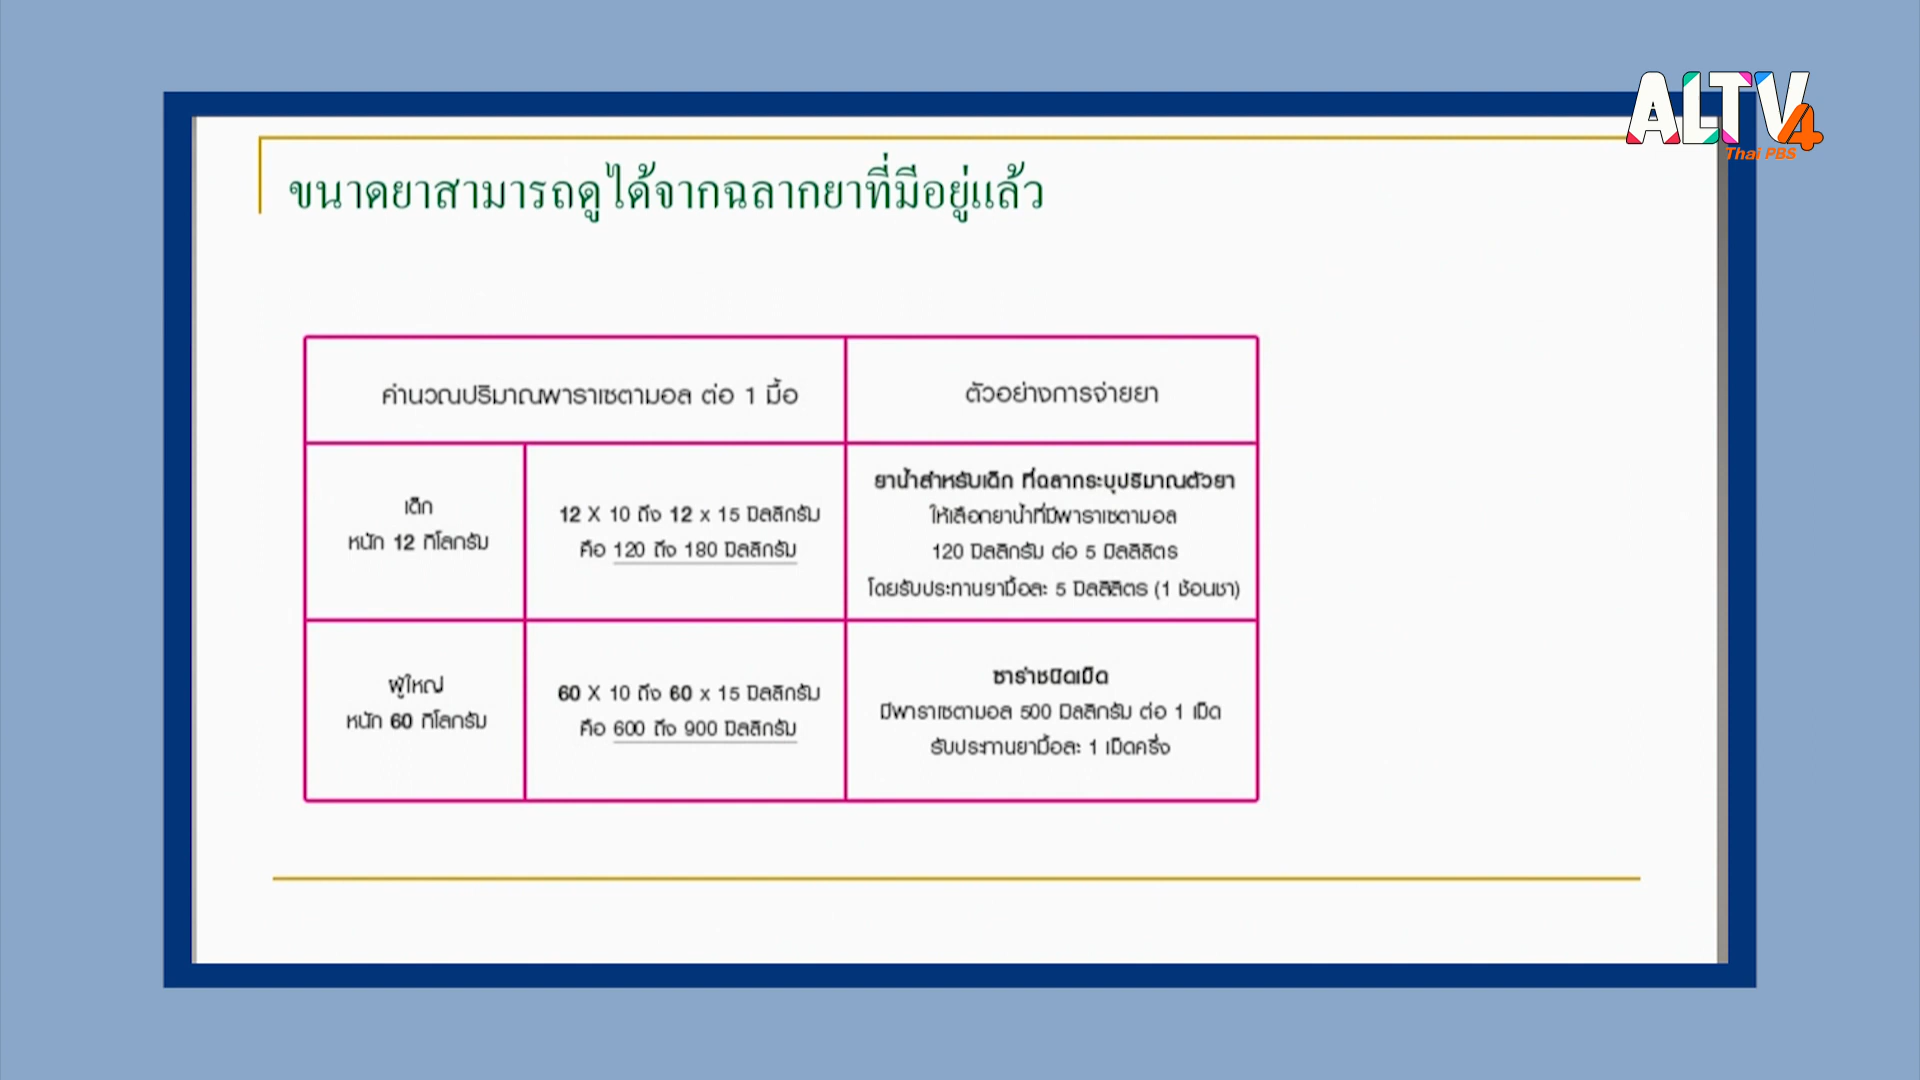 ALTV4
Thai PBS
ขนาดยาสามารถดูได้จากฉลากยาที่มีอยู่แล้ว
คำนวณปริมาณพาราเซตามอล ต่อ 1 มื้อ
ตัวอย่างการจ่ายยา
เด็ก
หนัก 12 กิโลกรัม
12 X 10 ถึง 12 x 15 มิลลิกรัม
คือ 120 ถึง 180 มิลลิกรัม
ยาน้ำสำหรับเด็ก ที่ฉลากระบุปริมาณตัวยา
ให้เลือกยาน้ำที่มีพาราเซตามอล
120 มิลลิกรัม ต่อ 5 มิลลิลิตร
โดยรับประทานยามื้อละ 5 มิลลิลิตร (1 ช้อนชา)
ผู้ใหญ่
หนัก 60 กิโลกรัม
60 X 10 ถึง 60 x 15 มิลลิกรัม
คือ 600 ถึง 900 มิลลิกรัม
ซาร่าชนิดเม็ด
มีพาราเซตามอล 500 มิลลิกรัม ต่อ 1 เม็ด
รับประทานยามื้อละ 1 เม็ดครึ่ง